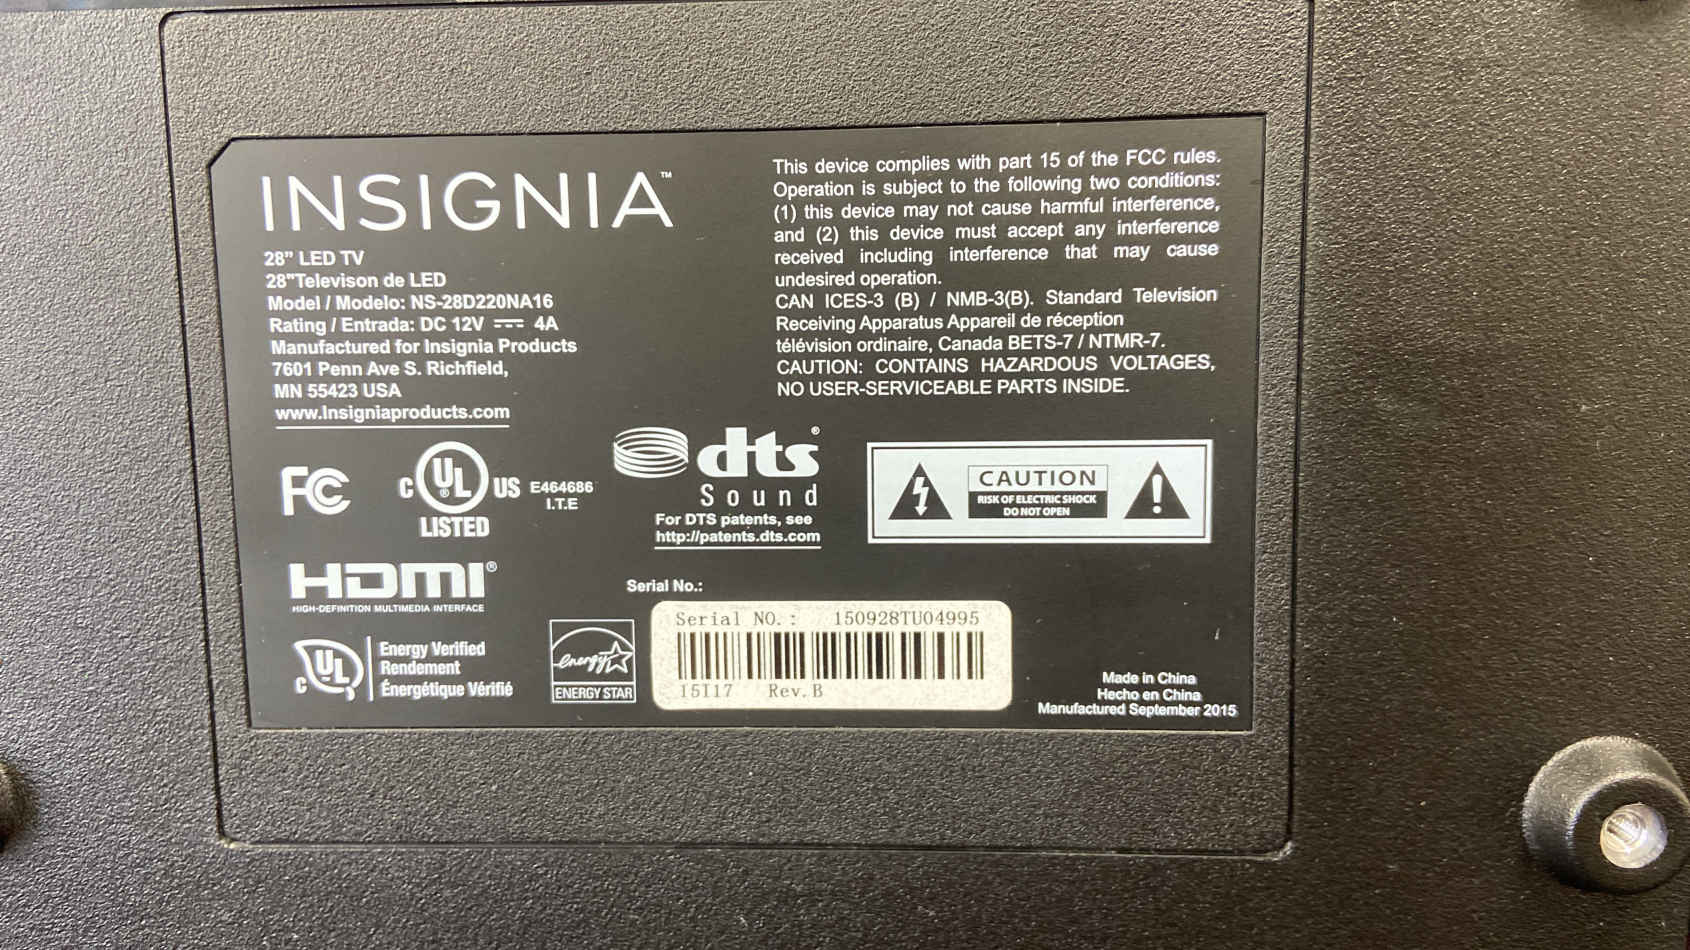 INSIGNIA™
28” LED TV
28"Televison de LED
Model / Modelo: NS-28D220NA16
Rating / Entrada: DC 12V ⎓ 4A
Manufactured for Insignia Products
7601 Penn Ave S. Richfield,
MN 55423 USA
www.Insigniaproducts.com
This device complies with part 15 of the FCC rules.
Operation is subject to the following two conditions:
(1) this device may not cause harmful interference,
and (2) this device must accept any interference
received including interference that may cause
undesired operation.
CAN ICES-3 (B) / NMB-3(B). Standard Television
Receiving Apparatus Appareil de réception
télévision ordinaire, Canada BETS-7 / NTMR-7.
CAUTION: CONTAINS HAZARDOUS VOLTAGES,
NO USER-SERVICEABLE PARTS INSIDE.
FC
C UL® US
LISTED
E464686
I.T.E
dts®
Sound
For DTS patents, see
http://patents.dts.com
CAUTION
RISK OF ELECTRIC SHOCK
DO NOT OPEN
HDMI®
HIGH-DEFINITION MULTIMEDIA INTERFACE
C UL
Energy Verified
Rendement
Énergétique Vérifié
energy
ENERGY STAR
Serial No.:
Serial NO.: 150928TU04995
15I17 Rev.B
Made in China
Hecho en China
Manufactured September 2015